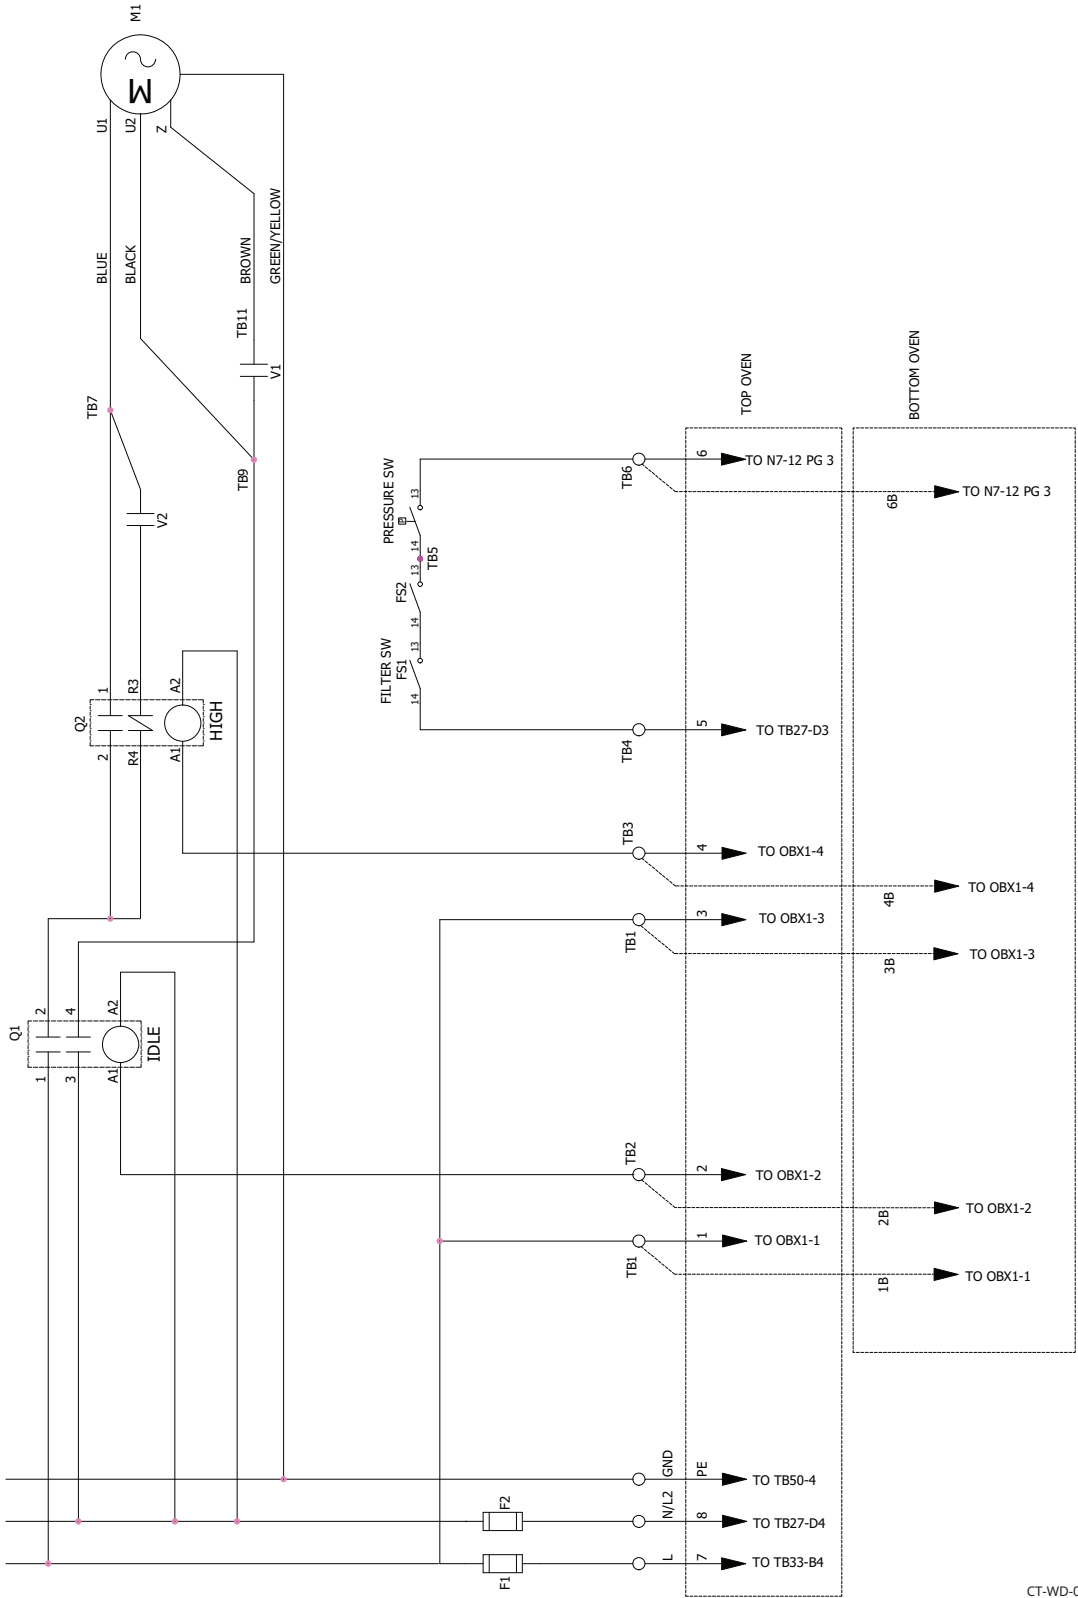 M1
M
U1
U2
Z
BLUE
BLACK
BROWN
GREEN/YELLOW
TB11
V1
TB7
TB9
V2
Q2
1
R3
A2
2
R4
A1
HIGH
Q1
2
4
A2
1
3
A1
IDLE
PRESSURE SW
13
14
TB5
13
FS2
14
FILTER SW
13
FS1
14
TOP OVEN
BOTTOM OVEN
TB6
6
TO N7-12 PG 3
6B
TO N7-12 PG 3
TB4
5
TO TB27-D3
TB3
4
TO OBX1-4
4B
TO OBX1-4
TB1
3
TO OBX1-3
3B
TO OBX1-3
TB2
2
TO OBX1-2
2B
TO OBX1-2
TB1
1
TO OBX1-1
1B
TO OBX1-1
GND
PE
TO TB50-4
F2
N/L2
8
TO TB27-D4
F1
L
7
TO TB33-B4